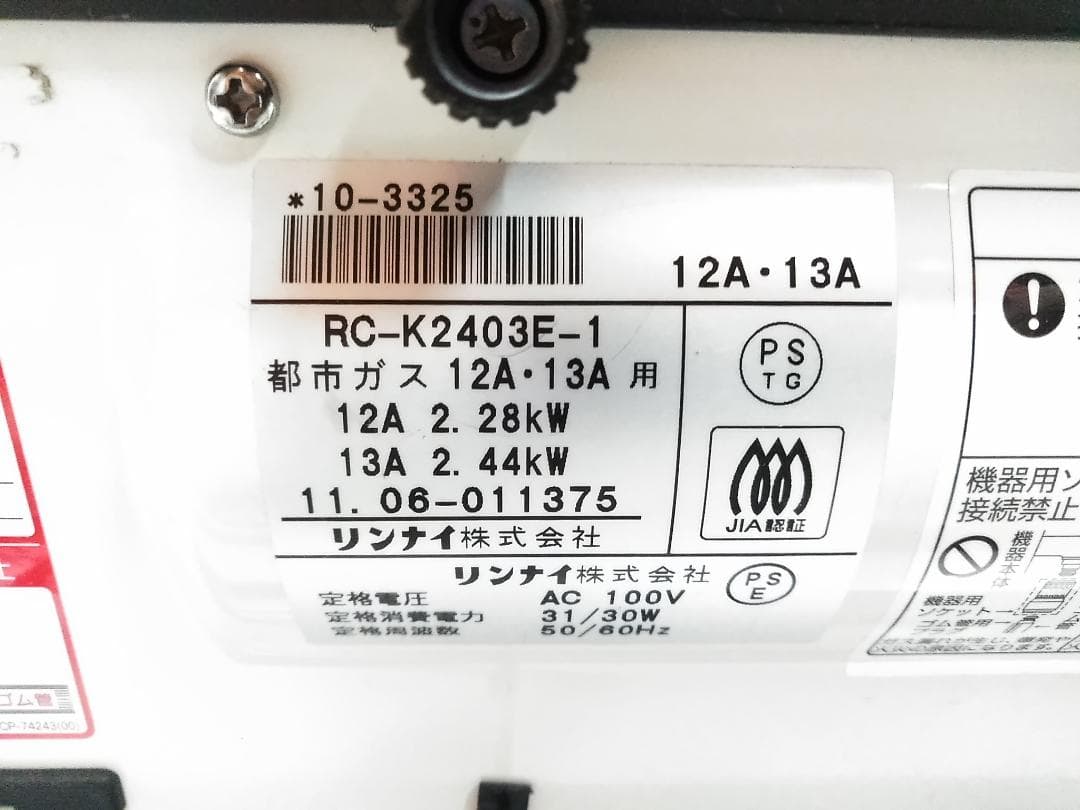 *10-3325
12A・13A
RC-K2403E-1
都市ガス 12A・13A 用
12A 2.28kW
13A 2.44kW
11.06-011375
リンナイ株式会社
PS
TG
JIA認証
リンナイ株式会社
PS
E
定格電圧 AC 100V
定格消費電力 31/30W
定格周波数 50/60Hz
機器用ソ
接続禁止
機器本体
機器用
ソケット
ゴム管用
プラグ
ゴム管